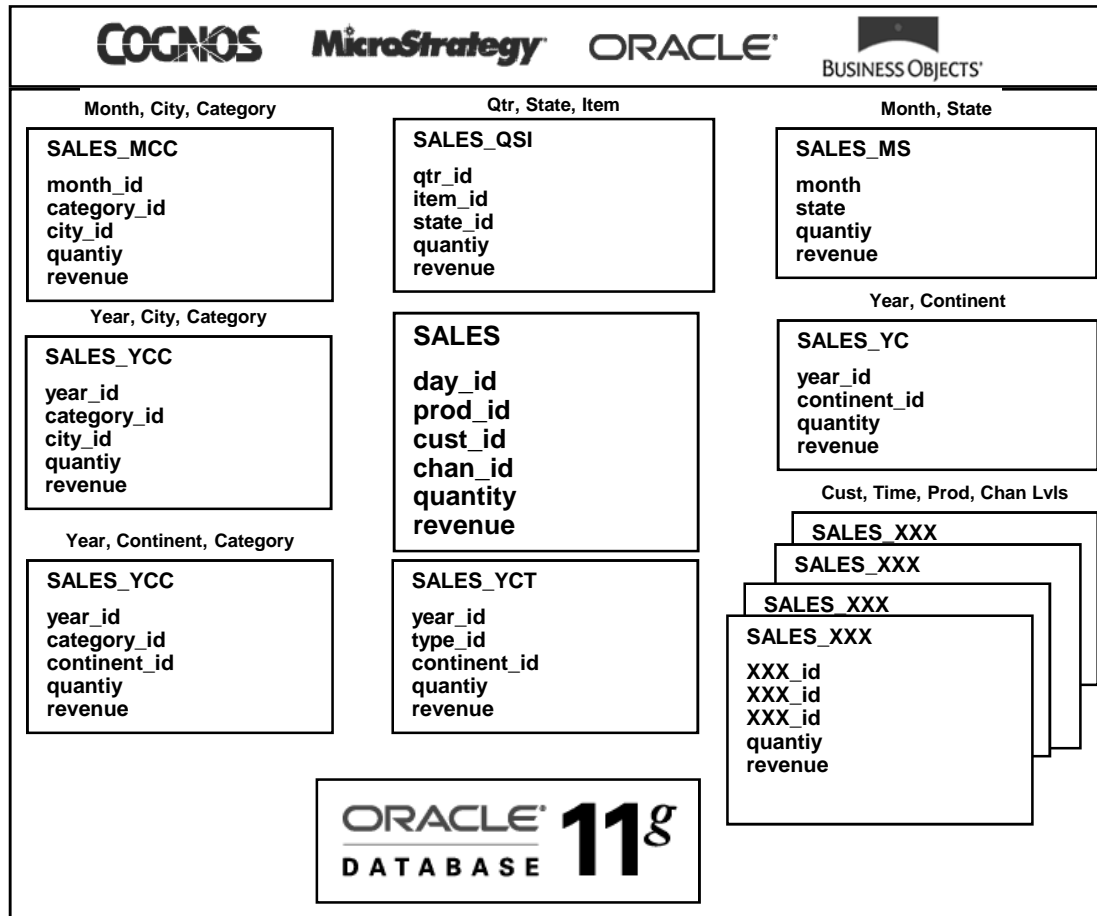 COGNOS
MicroStrategy
ORACLE®
BUSINESS OBJECTS®
Month, City, Category
SALES_MCC
month_id
category_id
city_id
quantiy
revenue
Qtr, State, Item
SALES_QSI
qtr_id
item_id
state_id
quantiy
revenue
Month, State
SALES_MS
month
state
quantiy
revenue
Year, City, Category
SALES_YCC
year_id
category_id
city_id
quantiy
revenue
SALES
day_id
prod_id
cust_id
chan_id
quantity
revenue
Year, Continent
SALES_YC
year_id
continent_id
quantity
revenue
Year, Continent, Category
SALES_YCC
year_id
category_id
continent_id
quantiy
revenue
SALES_YCT
year_id
type_id
continent_id
quantiy
revenue
Cust, Time, Prod, Chan Lvls
SALES_XXX
SALES_XXX
SALES_XXX
SALES_XXX
XXX_id
XXX_id
XXX_id
quantiy
revenue
ORACLE®
DATABASE
11g